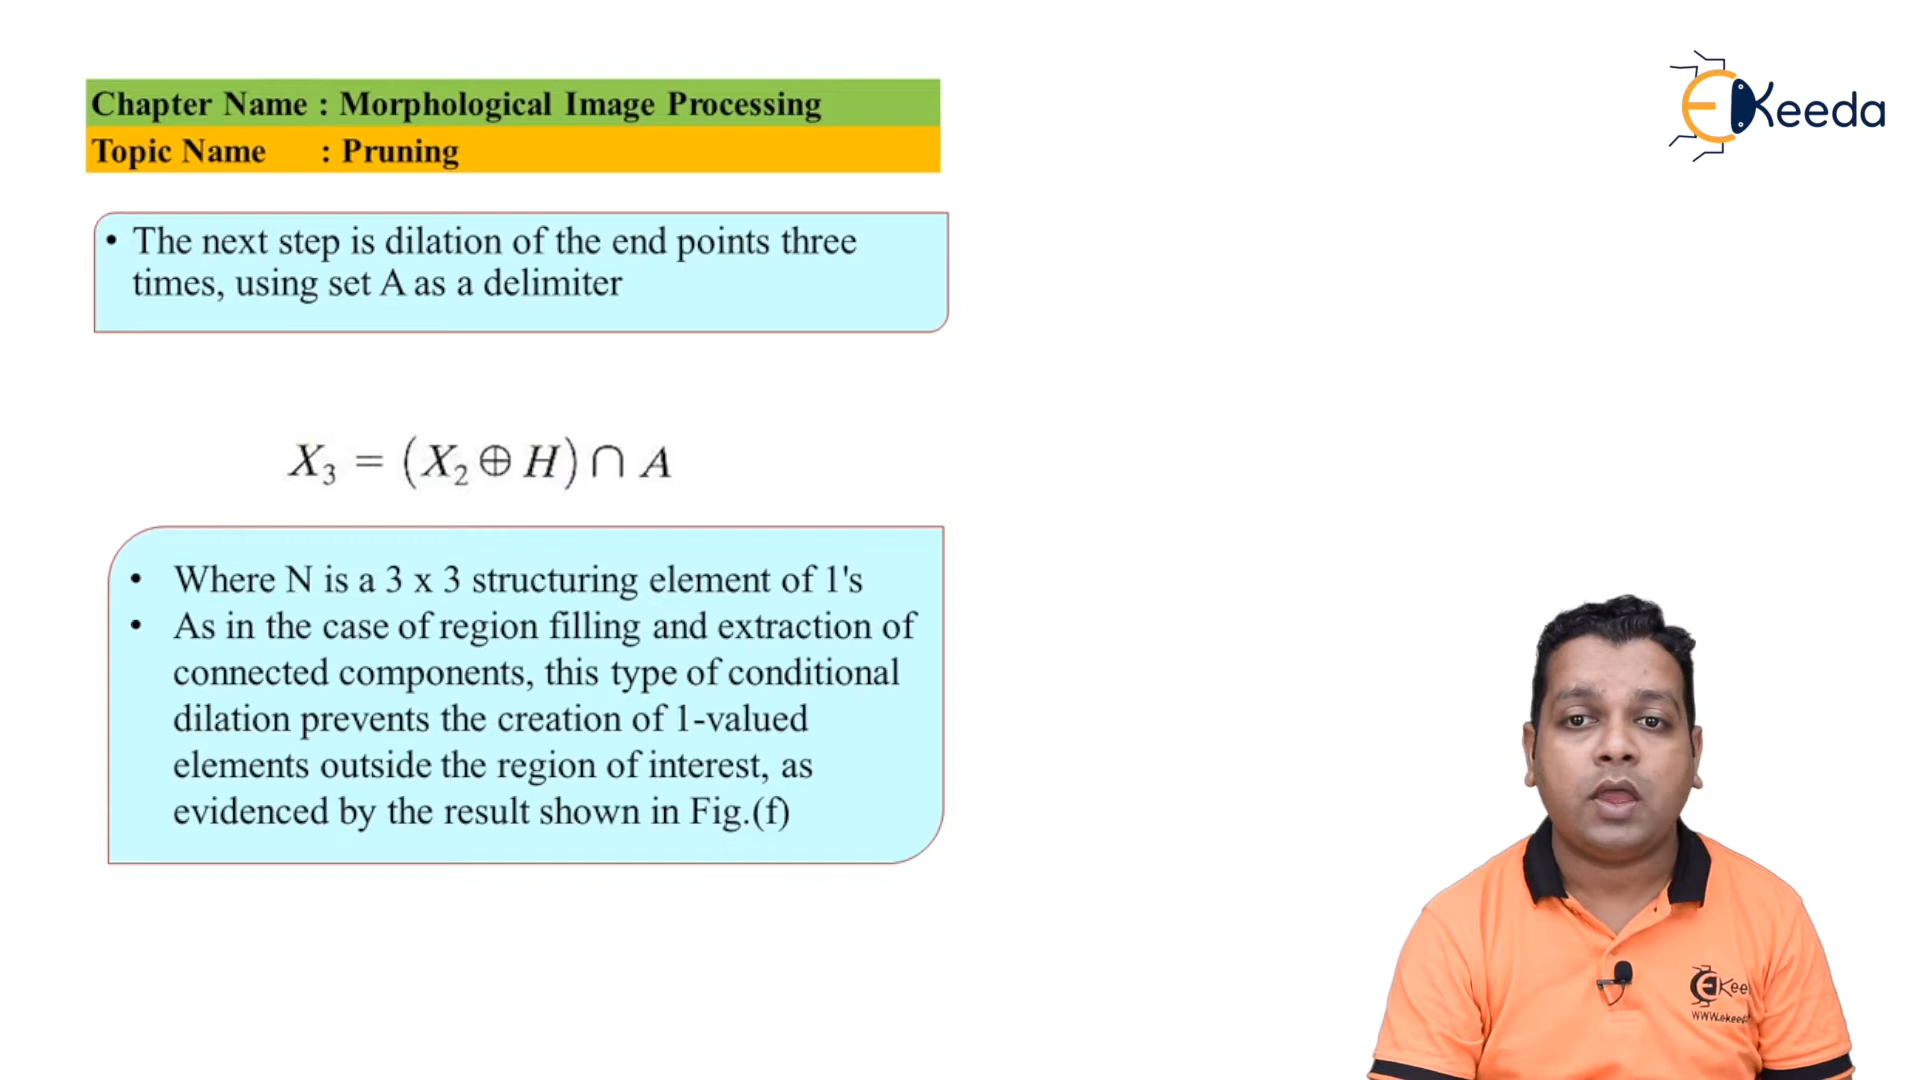 Chapter Name : Morphological Image Processing
Topic Name : Pruning
EKeeda
• The next step is dilation of the end points three
times, using set A as a delimiter
X₃ = (X₂ ⊕ H) ∩ A
• Where N is a 3 x 3 structuring element of 1's
• As in the case of region filling and extraction of
connected components, this type of conditional
dilation prevents the creation of 1-valued
elements outside the region of interest, as
evidenced by the result shown in Fig.(f)